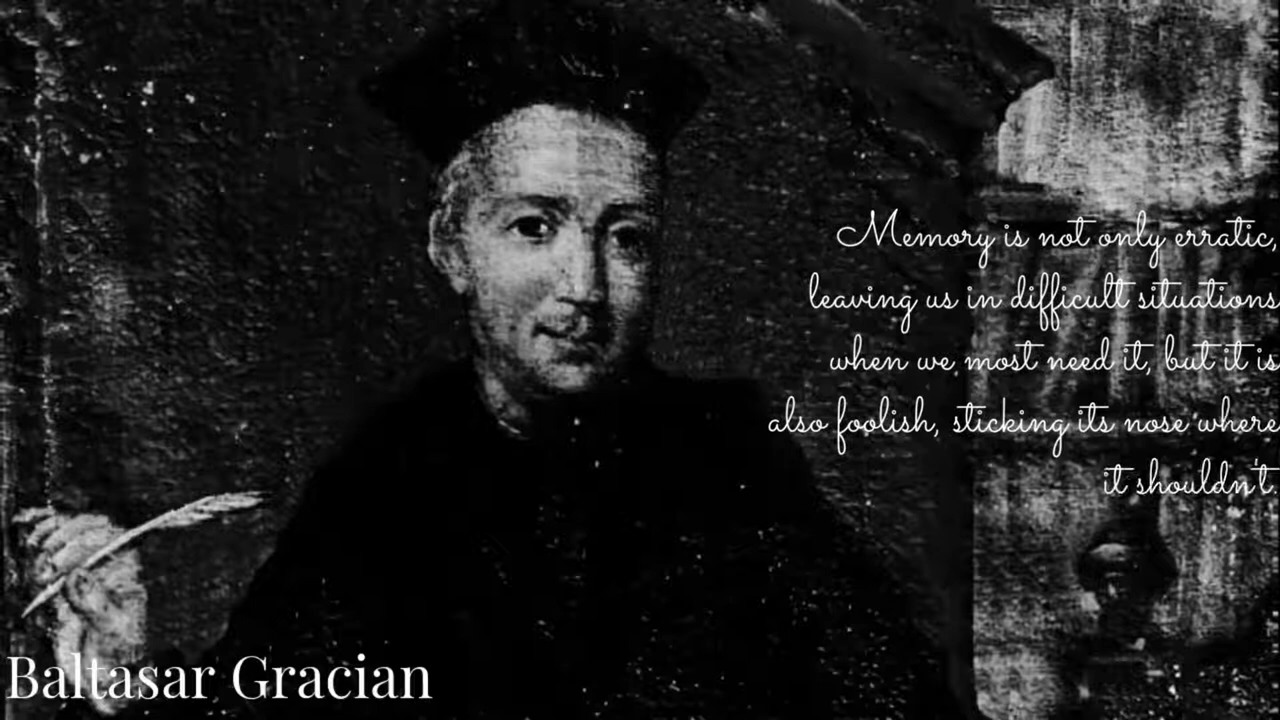 Memory is not only erratic,
leaving us in difficult situations
when we most need it, but it is
also foolish, sticking its nose where
it shouldn't.
Baltasar Gracian